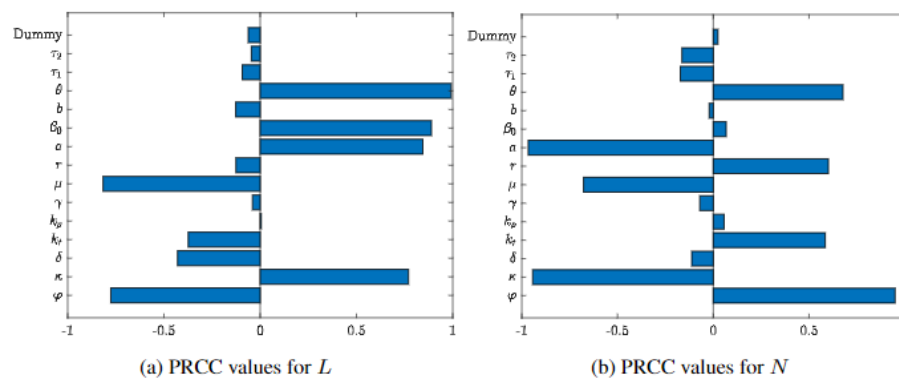 Dummy
τ₂
τ₁
θ
b
β₀
a
r
μ
γ
kₚ
kₜ
δ
κ
φ
-1
-0.5
0
0.5
1
(a) PRCC values for L
Dummy
τ₂
τ₁
θ
b
β₀
a
r
μ
γ
kₚ
kₜ
δ
κ
φ
-1
-0.5
0
0.5
(b) PRCC values for N